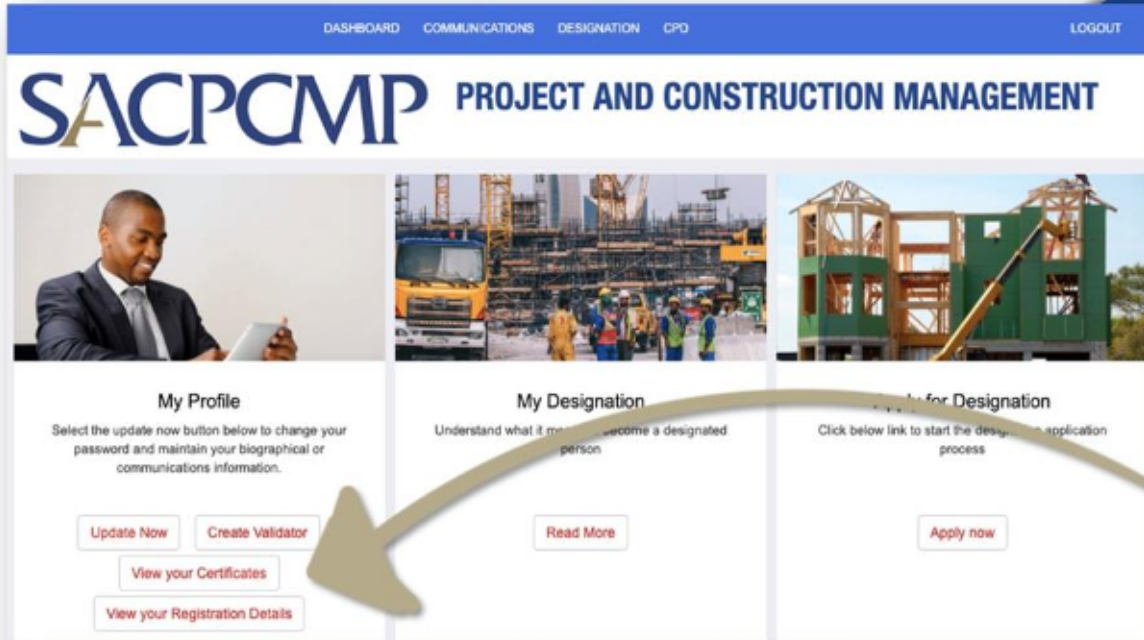 DASHBOARD COMMUNICATIONS DESIGNATION CPD LOGOUT
SACPCMP PROJECT AND CONSTRUCTION MANAGEMENT
My Profile
Select the update now button below to change your
password and maintain your biographical or
communications information.
Update Now Create Validator
View your Certificates
View your Registration Details
My Designation
Understand what it become a designated
person
Read More
for Designation
Click below link to start the application
process
Apply now